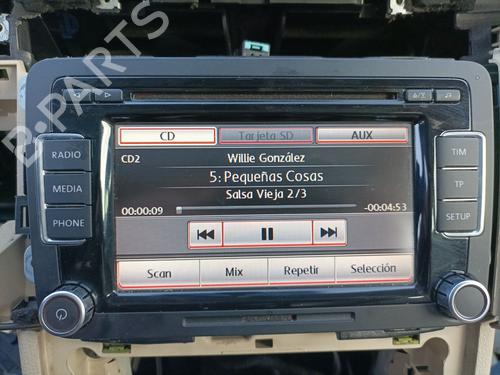 B-PARTS
CD
Tarjeta SD
AUX
CD2
Willie González
5: Pequeñas Cosas
Salsa Vieja 2/3
00:00:09
-00:04:53
RADIO
MEDIA
PHONE
TIM
TP
SETUP
Scan
Mix
Repetir
Selección